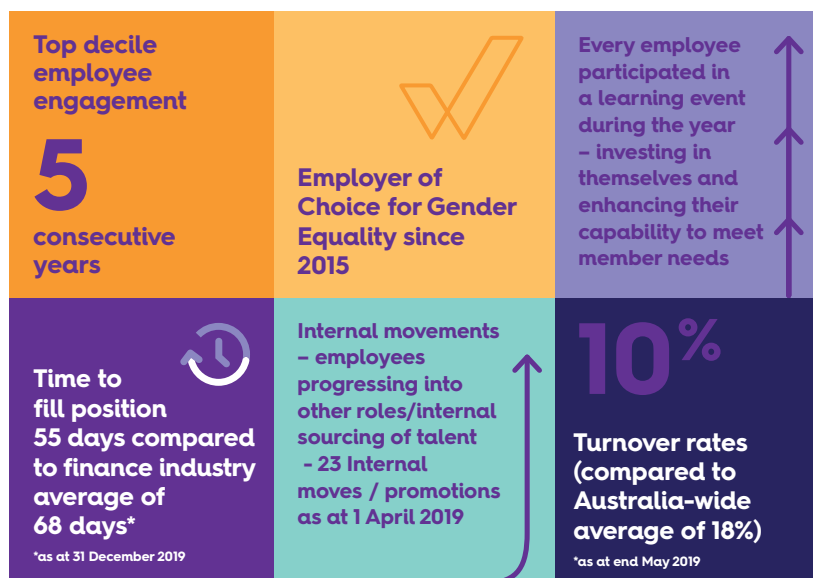 Top decile
employee
engagement
5
consecutive
years
Employer of
Choice for Gender
Equality since
2015
Every employee
participated in
a learning event
during the year
– investing in
themselves and
enhancing their
capability to meet
member needs
Time to
fill position
55 days compared
to finance industry
average of
68 days*
*as at 31 December 2019
Internal movements
– employees
progressing into
other roles/internal
sourcing of talent
- 23 Internal
moves / promotions
as at 1 April 2019
10%
Turnover rates
(compared to
Australia-wide
average of 18%)
*as at end May 2019